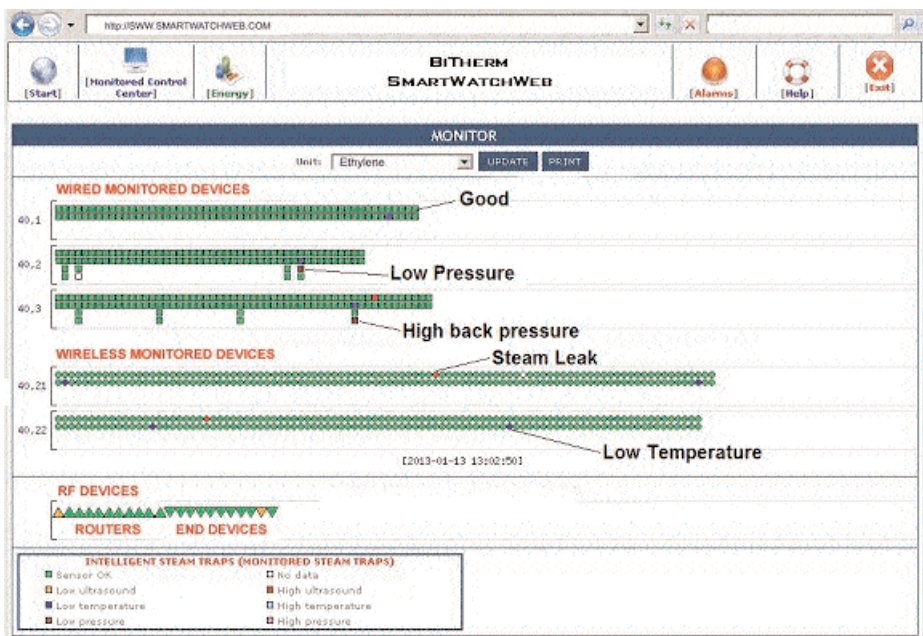 http://SWW.SMARTWATCHWEB.COM
BITHERM
SMARTWATCHWEB
[Start]
[Monitored Control
Center]
[Energy]
[Alarms]
[Help]
[Exit]
MONITOR
Unit: Ethylene UPDATE PRINT
WIRED MONITORED DEVICES
Good
40,1
40,2
Low Pressure
40,3
High back pressure
WIRELESS MONITORED DEVICES
Steam Leak
40,21
40,22
Low Temperature
[2013-01-13 13:02:50]
RF DEVICES
ROUTERS END DEVICES
INTELLIGENT STEAM TRAPS (MONITORED STEAM TRAPS)
Sensor OK No data
Low ultrasound High ultrasound
Low temperature High temperature
Low pressure High pressure